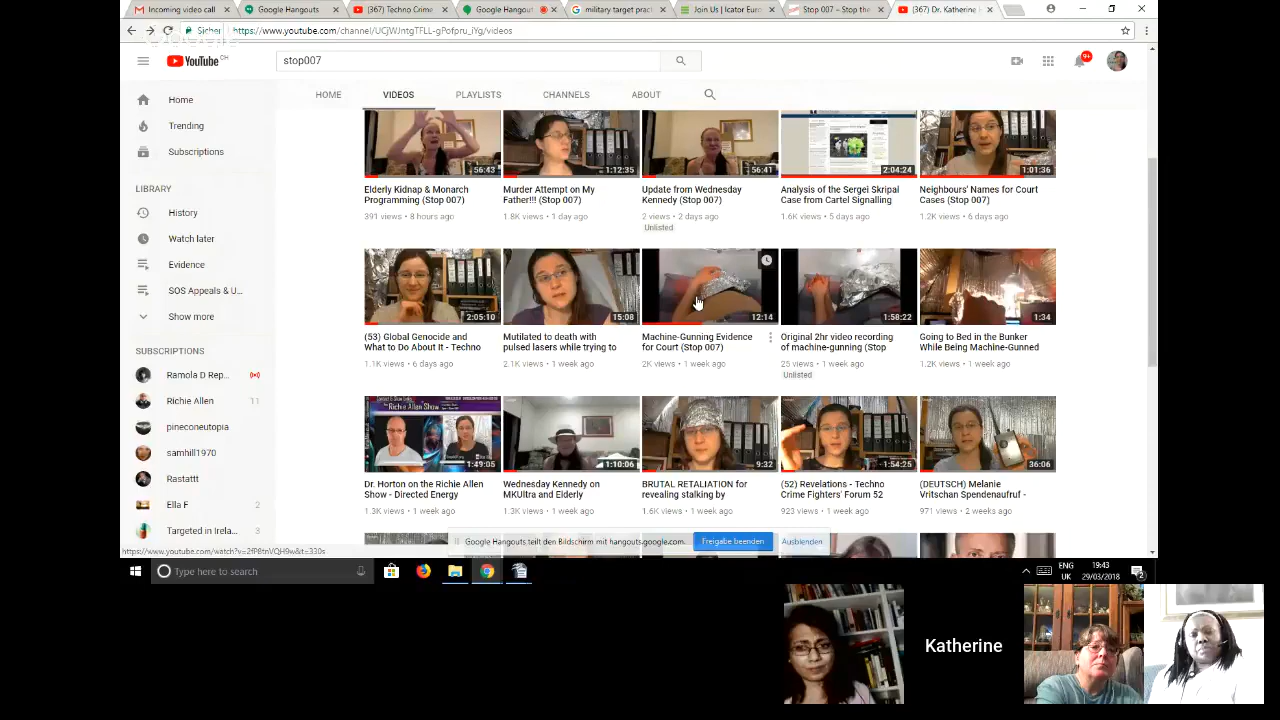 Incoming video call
Google Hangouts
(367) Techno Crime
Google Hangout
military target pract
Join Us | Icator Euro
Stop 007 – Stop the
(367) Dr. Katherine
Sicher
https://www.youtube.com/channel/UCjWJntgTFLL-gPofpru_iYg/videos
YouTube CH
stop007
9+
HOME
VIDEOS
PLAYLISTS
CHANNELS
ABOUT
Home
Trending
Subscriptions
LIBRARY
History
Watch later
Evidence
SOS Appeals & U...
Show more
SUBSCRIPTIONS
Ramola D Rep...
Richie Allen 11
pineconeutopia
samhill1970
Rastattt
Ella F 2
Targeted in Irela... 3
56:43
Elderly Kidnap & Monarch
Programming (Stop 007)
391 views • 8 hours ago
1:12:35
Murder Attempt on My
Father!!! (Stop 007)
1.8K views • 1 day ago
56:41
Update from Wednesday
Kennedy (Stop 007)
2 views • 2 days ago
Unlisted
2:04:24
Analysis of the Sergei Skripal
Case from Cartel Signalling
1.6K views • 5 days ago
1:01:36
Neighbours' Names for Court
Cases (Stop 007)
1.2K views • 6 days ago
2:05:10
(53) Global Genocide and
What to Do About It - Techno
1.1K views • 6 days ago
15:08
Mutilated to death with
pulsed lasers while trying to
2.1K views • 1 week ago
12:14
Machine-Gunning Evidence
for Court (Stop 007)
2K views • 1 week ago
1:58:22
Original 2hr video recording
of machine-gunning (Stop
25 views • 1 week ago
Unlisted
1:34
Going to Bed in the Bunker
While Being Machine-Gunned
1.2K views • 1 week ago
1:49:05
Dr. Horton on the Richie Allen
Show - Directed Energy
1.3K views • 1 week ago
1:10:06
Wednesday Kennedy on
MKUltra and Elderly
1.3K views • 1 week ago
9:32
BRUTAL RETALIATION for
revealing stalking by
1.6K views • 1 week ago
1:54:25
(52) Revelations - Techno
Crime Fighters' Forum 52
923 views • 1 week ago
36:06
(DEUTSCH) Melanie
Vritschan Spendenaufruf -
971 views • 2 weeks ago
Google Hangouts teilt den Bildschirm mit hangouts.google.com.
Freigabe beenden
Ausblenden
https://www.youtube.com/watch?v=2fP8tnVQH9w&t=330s
Type here to search
ENG
UK
19:43
29/03/2018
2
Katherine